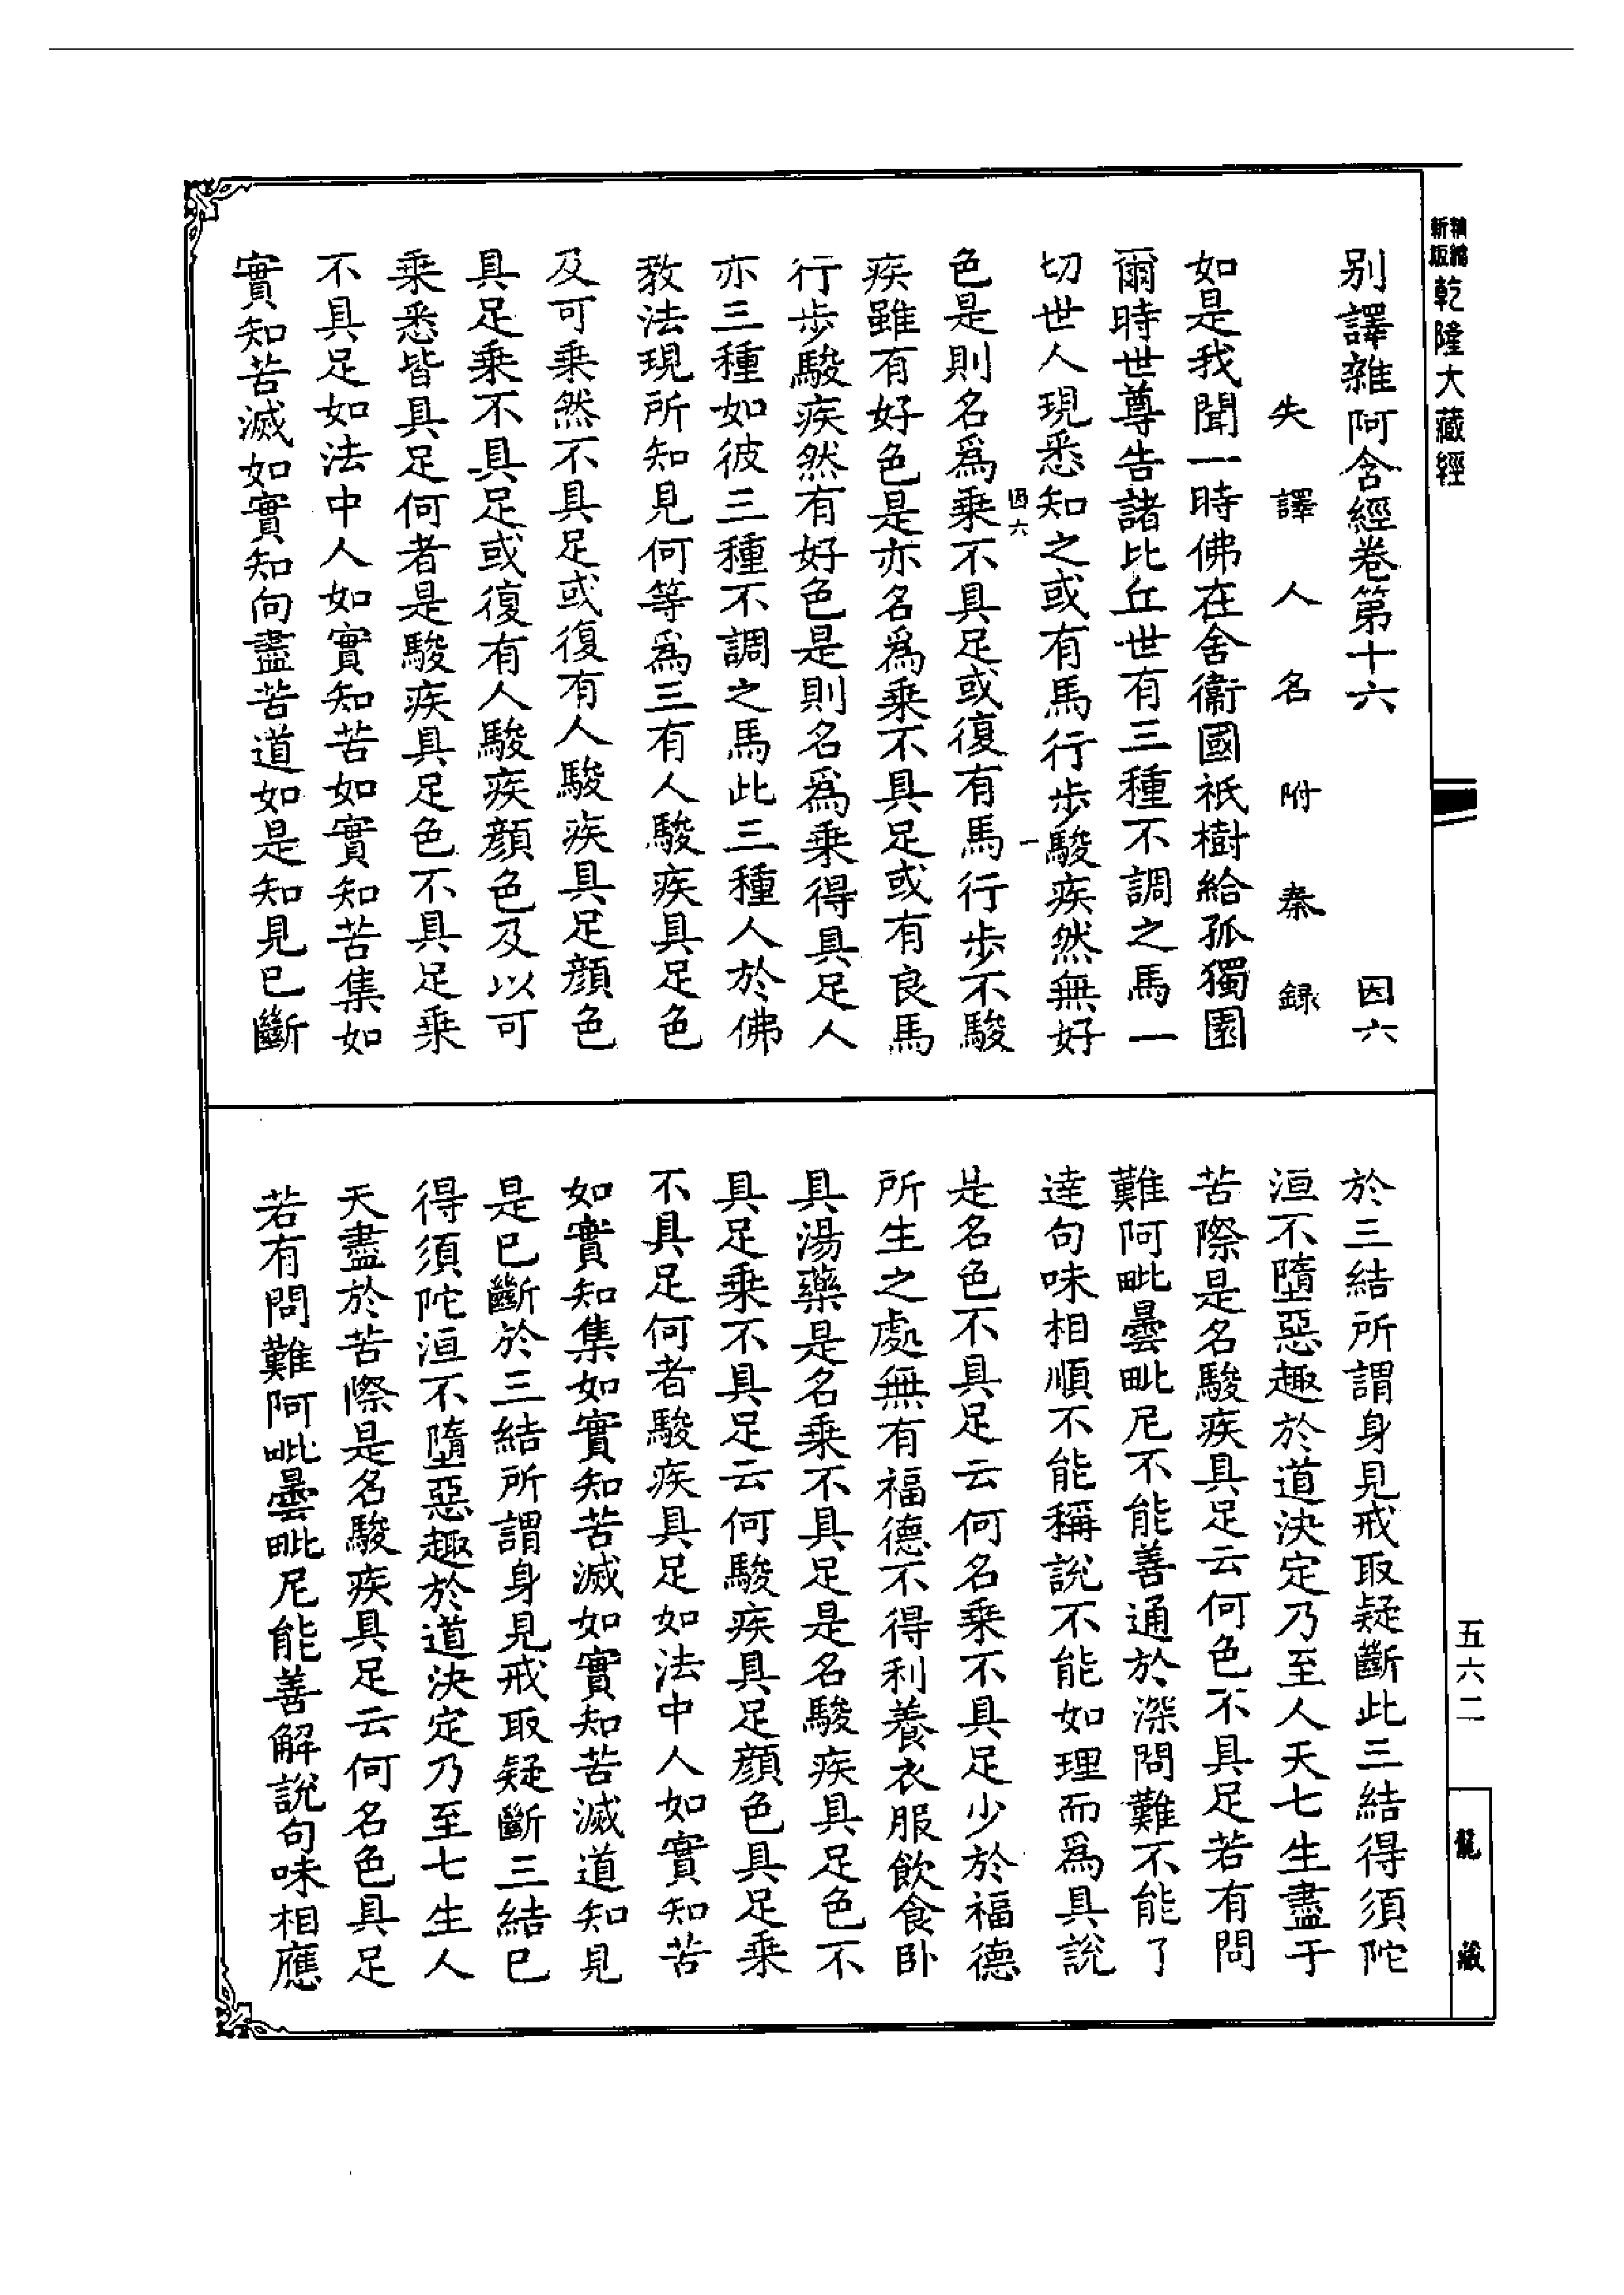 新編
新版
乾隆大藏經
別譯雜阿含經卷第十六 因六
失譯人名附秦録
如是我聞一時佛在舍衞國祇樹給孤獨園
爾時世尊告諸比丘世有三種不調之馬一
切世人現悉知之或有馬行步駿疾然無好
因六 一
色是則名爲乗不具足或復有馬行步不駿
疾雖有好色是亦名爲乗不具足或有良馬
行步駿疾然有好色是則名爲乗得具足人
亦三種如彼三種不調之馬此三種人於佛
教法現所知見何等爲三有人駿疾具足色
及可乗然不具足或復有人駿疾具足顔色
具足乗不具足或復有人駿疾顔色及以可
乗悉皆具足何者是駿疾具足色不具足乗
不具足如法中人如實知苦如實知苦集如
實知苦滅如實知向盡苦道如是知見已斷
於三結所謂身見戒取疑斷此三結得須陀
洹不墮惡趣於道決定乃至人天七生盡于
苦際是名駿疾具足云何色不具足若有問
難阿毗曇毗尼不能善通於深問難不能了
達句味相順不能稱說不能如理而爲具說
是名色不具足云何名乗不具足少於福德
所生之處無有福德不得利養衣服飲食卧
具湯藥是名乗不具足是名駿疾具足色不
具足乗不具足云何駿疾具足顔色具足乗
不具足何者駿疾具足如法中人如實知苦
如實知集如實知苦滅如實知苦滅道知見
是已斷於三結所謂身見戒取疑斷三結已
得須陀洹不墮惡趣於道決定乃至七生人
天盡於苦際是名駿疾具足云何名色具足
若有問難阿毗曇毗尼能善解說句味相應
五六二
龍藏